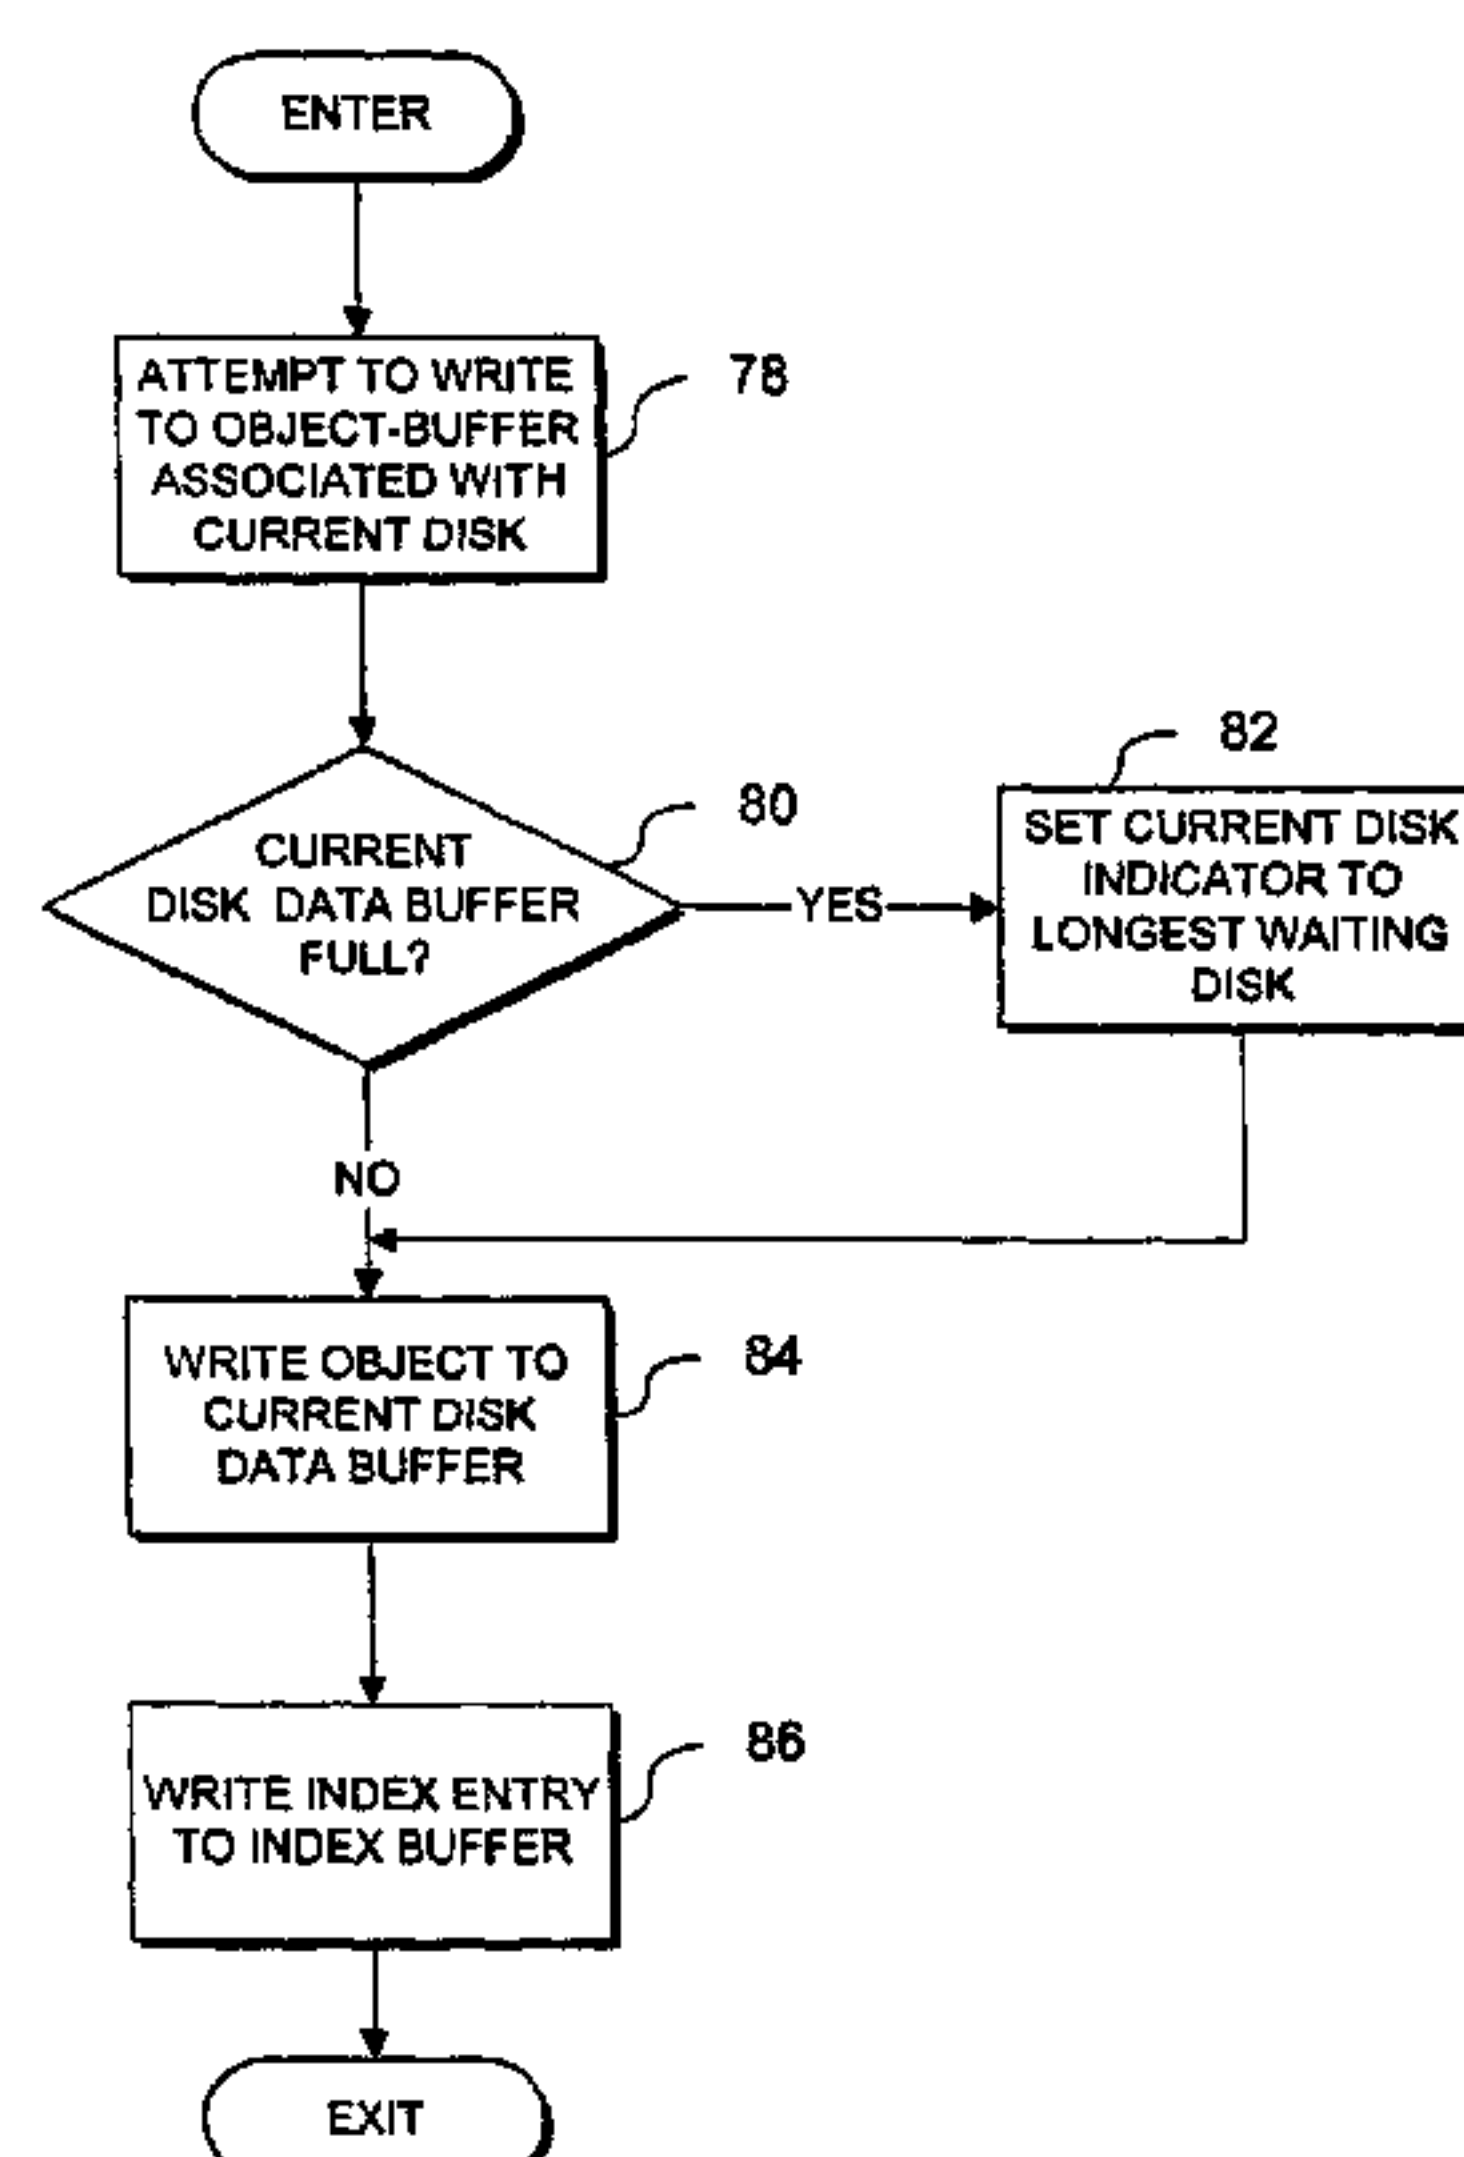 ENTER
ATTEMPT TO WRITE
TO OBJECT-BUFFER
ASSOCIATED WITH
CURRENT DISK
78
CURRENT
DISK DATA BUFFER
FULL?
80
YES
82
SET CURRENT DISK
INDICATOR TO
LONGEST WAITING
DISK
NO
WRITE OBJECT TO
CURRENT DISK
DATA BUFFER
84
WRITE INDEX ENTRY
TO INDEX BUFFER
86
EXIT